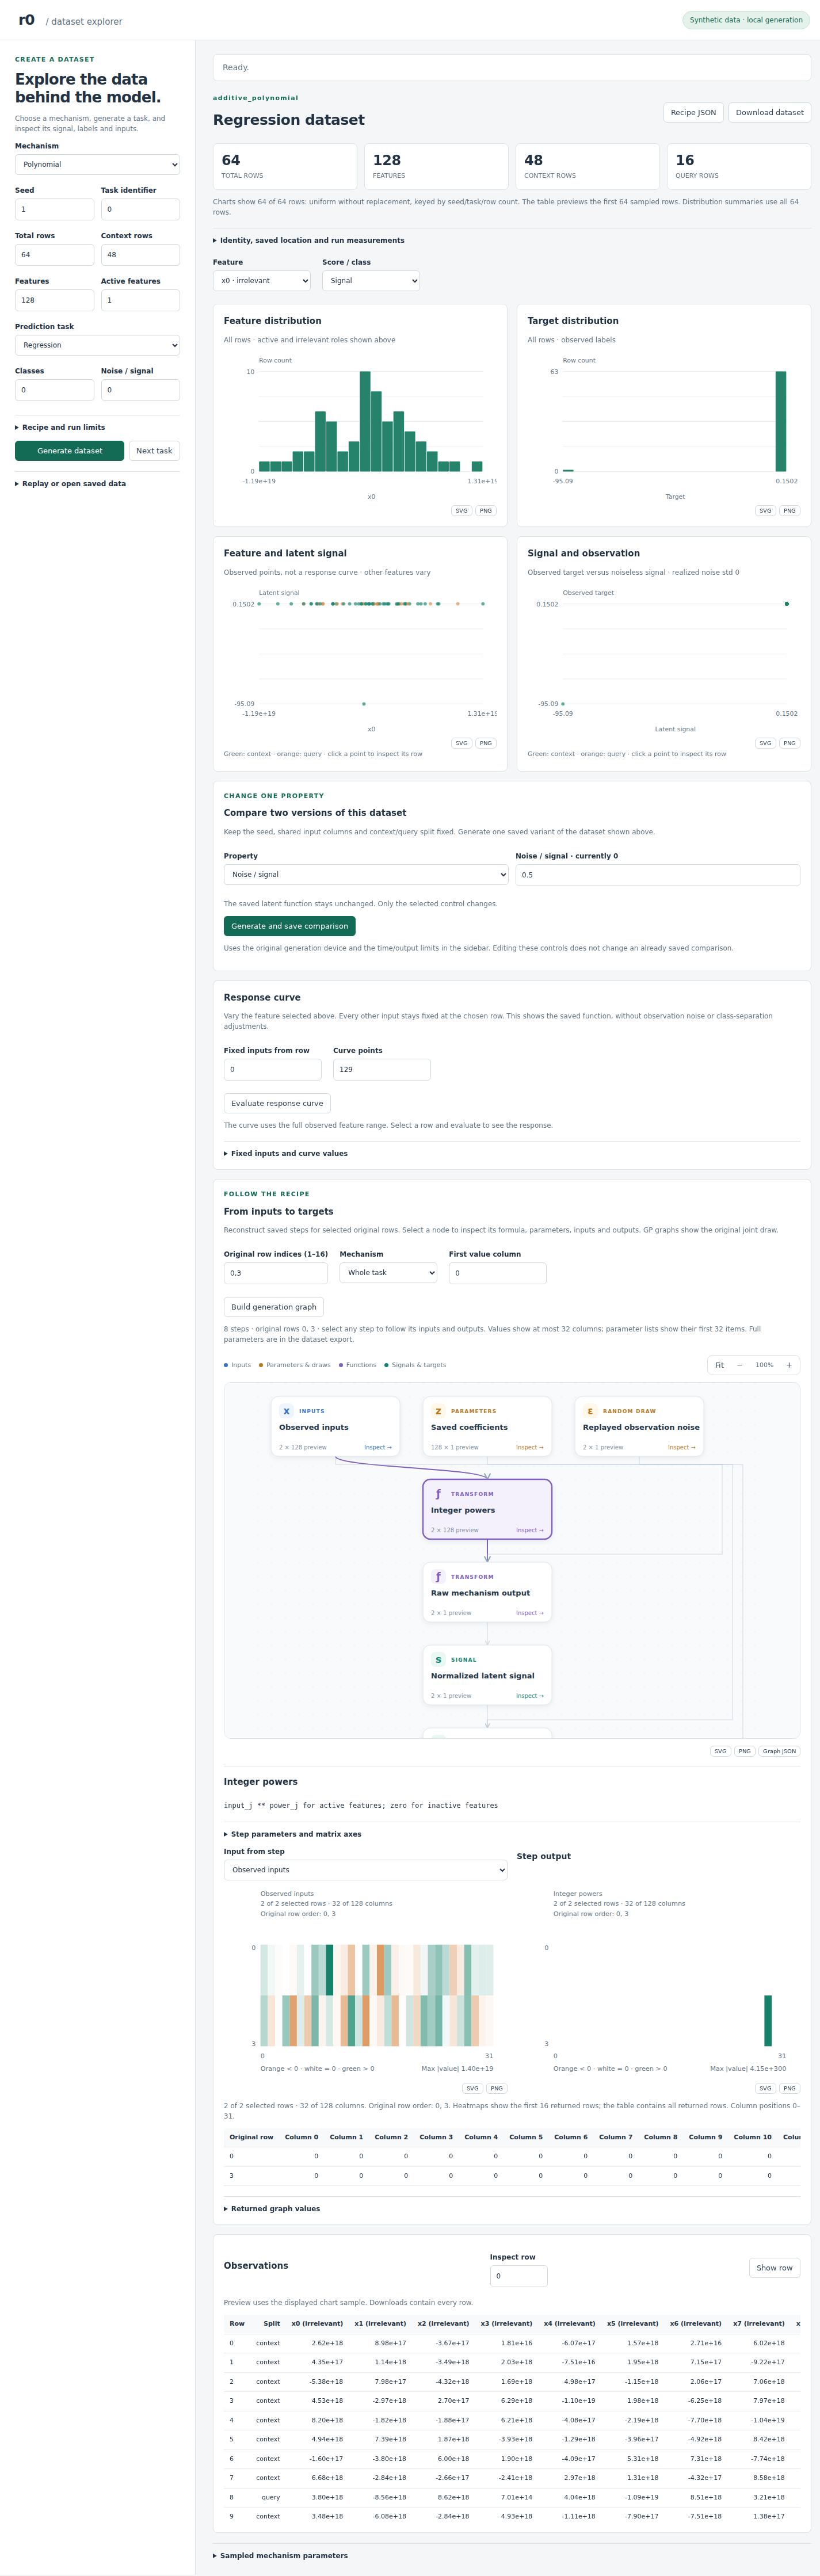 r0 / dataset explorer
Synthetic data · local generation
CREATE A DATASET
Explore the data
behind the model.
Choose a mechanism, generate a task, and
inspect its signal, labels and inputs.
Mechanism
Polynomial
Seed Task identifier
1 0
Total rows Context rows
64 48
Features Active features
128 1
Prediction task
Regression
Classes Noise / signal
0 0
Recipe and run limits
Generate dataset Next task
Replay or open saved data
Ready.
additive_polynomial
Regression dataset
Recipe JSON Download dataset
64 128 48 16
TOTAL ROWS FEATURES CONTEXT ROWS QUERY ROWS
Charts show 64 of 64 rows: uniform without replacement, keyed by seed/task/row count. The table previews the first 64 sampled rows. Distribution summaries use all 64
rows.
Identity, saved location and run measurements
Feature Score / class
x0 · irrelevant Signal
Feature distribution
All rows · active and irrelevant roles shown above
Row count
10
0
-1.19e+19 1.31e+19
x0
SVG PNG
Target distribution
All rows · observed labels
Row count
63
0
-95.09 0.1502
Target
SVG PNG
Feature and latent signal
Observed points, not a response curve · other features vary
Latent signal
0.1502
-95.09
-1.19e+19 1.31e+19
x0
SVG PNG
Green: context · orange: query · click a point to inspect its row
Signal and observation
Observed target versus noiseless signal · realized noise std 0
Observed target
0.1502
-95.09
-95.09 0.1502
Latent signal
SVG PNG
Green: context · orange: query · click a point to inspect its row
CHANGE ONE PROPERTY
Compare two versions of this dataset
Keep the seed, shared input columns and context/query split fixed. Generate one saved variant of the dataset shown above.
Property Noise / signal · currently 0
Noise / signal 0.5
The saved latent function stays unchanged. Only the selected control changes.
Generate and save comparison
Uses the original generation device and the time/output limits in the sidebar. Editing these controls does not change an already saved comparison.
Response curve
Vary the feature selected above. Every other input stays fixed at the chosen row. This shows the saved function, without observation noise or class-separation
adjustments.
Fixed inputs from row Curve points
0 129
Evaluate response curve
The curve uses the full observed feature range. Select a row and evaluate to see the response.
Fixed inputs and curve values
FOLLOW THE RECIPE
From inputs to targets
Reconstruct saved steps for selected original rows. Select a node to inspect its formula, parameters, inputs and outputs. GP graphs show the original joint draw.
Original row indices (1–16) Mechanism First value column
0,3 Whole task 0
Build generation graph
8 steps · original rows 0, 3 · select any step to follow its inputs and outputs. Values show at most 32 columns; parameter lists show their first 32 items. Full
parameters are in the dataset export.
Inputs Parameters & draws Functions Signals & targets
Fit − 100% +
X INPUTS
Observed inputs
2 × 128 preview Inspect →
Z PARAMETERS
Saved coefficients
128 × 1 preview Inspect →
ε RANDOM DRAW
Replayed observation noise
2 × 1 preview Inspect →
ƒ TRANSFORM
Integer powers
2 × 128 preview Inspect →
ƒ TRANSFORM
Raw mechanism output
2 × 1 preview Inspect →
S SIGNAL
Normalized latent signal
2 × 1 preview Inspect →
SVG PNG Graph JSON
Integer powers
input_j ** power_j for active features; zero for inactive features
Step parameters and matrix axes
Input from step
Observed inputs
Step output
Observed inputs
2 of 2 selected rows · 32 of 128 columns
Original row order: 0, 3
0
3
0 31
Orange < 0 · white = 0 · green > 0 Max |value| 1.40e+19
SVG PNG
Integer powers
2 of 2 selected rows · 32 of 128 columns
Original row order: 0, 3
0
3
0 31
Orange < 0 · white = 0 · green > 0 Max |value| 4.15e+300
SVG PNG
2 of 2 selected rows · 32 of 128 columns. Original row order: 0, 3. Heatmaps show the first 16 returned rows; the table contains all returned rows. Column positions 0–
31.
Original row Column 0 Column 1 Column 2 Column 3 Column 4 Column 5 Column 6 Column 7 Column 8 Column 9 Column 10
0 0 0 0 0 0 0 0 0 0 0 0
3 0 0 0 0 0 0 0 0 0 0 0
Returned graph values
Observations
Inspect row
0
Show row
Preview uses the displayed chart sample. Downloads contain every row.
Row Split x0 (irrelevant) x1 (irrelevant) x2 (irrelevant) x3 (irrelevant) x4 (irrelevant) x5 (irrelevant) x6 (irrelevant) x7 (irrelevant) x
0 context 2.62e+18 8.98e+17 -3.67e+17 1.81e+16 -6.07e+17 1.57e+18 2.71e+16 6.02e+18
1 context 4.35e+17 1.14e+18 -3.49e+18 2.03e+18 -7.51e+16 1.95e+18 7.15e+17 -9.22e+17
2 context -5.38e+18 7.98e+17 -4.32e+18 1.69e+18 4.98e+17 -1.15e+18 2.06e+17 7.06e+18
3 context 4.53e+18 -2.97e+18 2.70e+17 6.29e+18 -1.10e+19 1.98e+18 -6.25e+18 7.97e+18
4 context 8.20e+18 -1.82e+18 -1.88e+17 6.21e+18 -4.08e+17 -2.19e+18 -7.70e+18 -1.04e+19
5 context 4.94e+18 7.39e+18 1.87e+18 -3.93e+18 -1.29e+18 -3.96e+17 -4.92e+18 8.42e+18
6 context -1.60e+17 -3.80e+18 6.00e+18 1.90e+18 -4.09e+17 5.31e+18 7.31e+18 -7.74e+18
7 context 6.68e+18 -2.84e+18 -2.66e+17 -2.41e+18 2.97e+18 1.31e+18 -4.32e+17 8.58e+18
8 query 3.80e+18 -8.56e+18 8.62e+18 7.01e+14 4.04e+18 -1.09e+19 8.51e+18 3.21e+18
9 context 3.48e+18 -6.08e+18 -2.84e+18 4.93e+18 -1.11e+18 -7.90e+17 -7.51e+18 1.38e+17
Sampled mechanism parameters